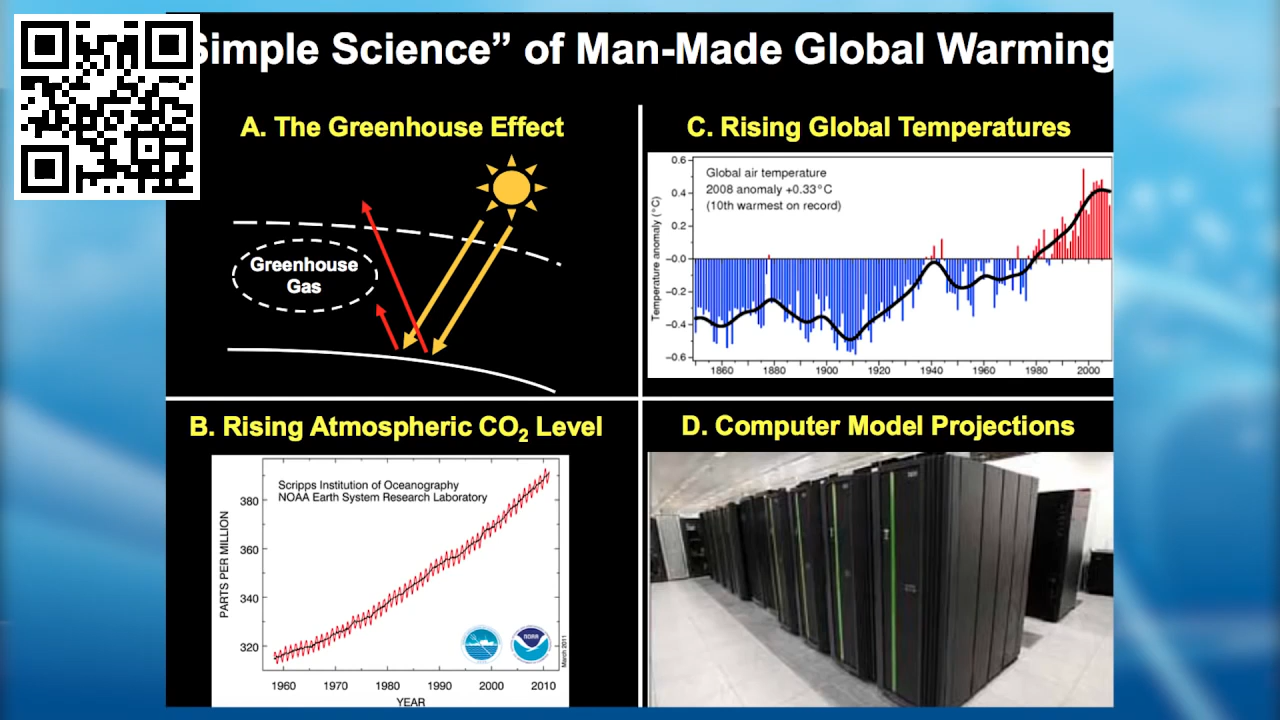 Simple Science” of Man-Made Global Warming
A. The Greenhouse Effect
Greenhouse
Gas
C. Rising Global Temperatures
Global air temperature
2008 anomaly +0.33°C
(10th warmest on record)
Temperature anomaly (°C)
0.6
0.4
0.2
-0.0
-0.2
-0.4
-0.6
1860 1880 1900 1920 1940 1960 1980 2000
B. Rising Atmospheric CO₂ Level
Scripps Institution of Oceanography
NOAA Earth System Research Laboratory
PARTS PER MILLION
380
360
340
320
1960 1970 1980 1990 2000 2010
YEAR
NOAA
March 2011
D. Computer Model Projections